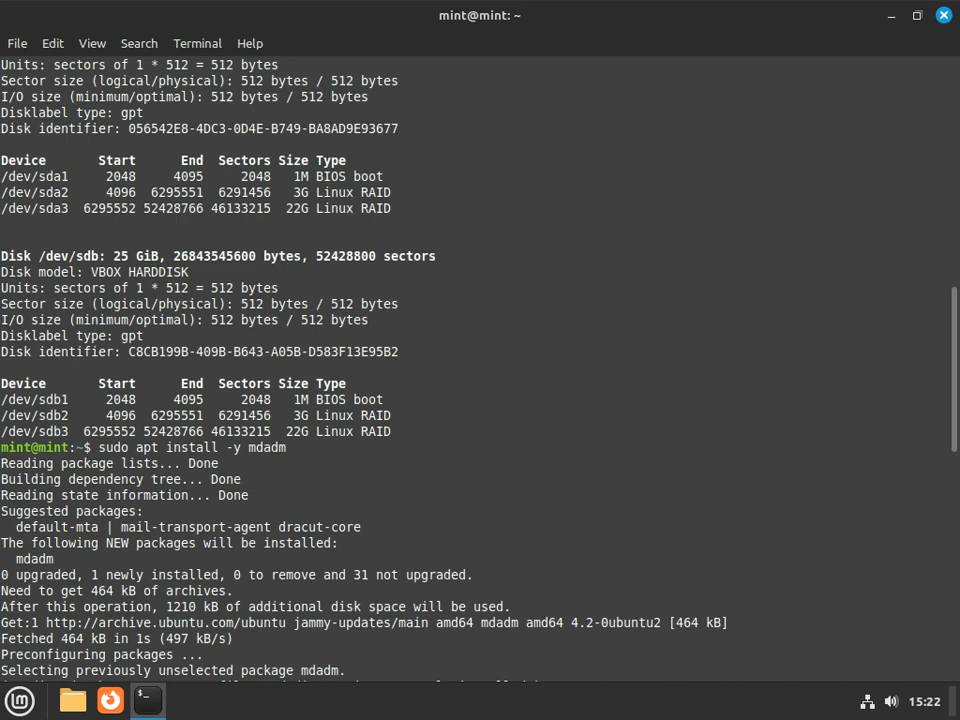 mint@mint: ~
File Edit View Search Terminal Help
Units: sectors of 1 * 512 = 512 bytes
Sector size (logical/physical): 512 bytes / 512 bytes
I/O size (minimum/optimal): 512 bytes / 512 bytes
Disklabel type: gpt
Disk identifier: 056542E8-4DC3-0D4E-B749-BA8AD9E93677
Device Start End Sectors Size Type
/dev/sda1 2048 4095 2048 1M BIOS boot
/dev/sda2 4096 6295551 6291456 3G Linux RAID
/dev/sda3 6295552 52428766 46133215 22G Linux RAID
Disk /dev/sdb: 25 GiB, 26843545600 bytes, 52428800 sectors
Disk model: VBOX HARDDISK
Units: sectors of 1 * 512 = 512 bytes
Sector size (logical/physical): 512 bytes / 512 bytes
I/O size (minimum/optimal): 512 bytes / 512 bytes
Disklabel type: gpt
Disk identifier: C8CB199B-409B-B643-A05B-D583F13E95B2
Device Start End Sectors Size Type
/dev/sdb1 2048 4095 2048 1M BIOS boot
/dev/sdb2 4096 6295551 6291456 3G Linux RAID
/dev/sdb3 6295552 52428766 46133215 22G Linux RAID
mint@mint:~$ sudo apt install -y mdadm
Reading package lists... Done
Building dependency tree... Done
Reading state information... Done
Suggested packages:
default-mta | mail-transport-agent dracut-core
The following NEW packages will be installed:
mdadm
0 upgraded, 1 newly installed, 0 to remove and 31 not upgraded.
Need to get 464 kB of archives.
After this operation, 1210 kB of additional disk space will be used.
Get:1 http://archive.ubuntu.com/ubuntu jammy-updates/main amd64 mdadm amd64 4.2-0ubuntu2 [464 kB]
Fetched 464 kB in 1s (497 kB/s)
Preconfiguring packages ...
Selecting previously unselected package mdadm.
15:22